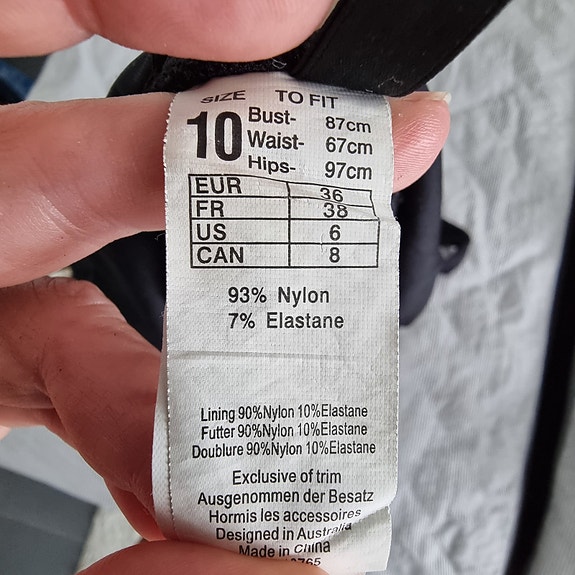 SIZE TO FIT
10 Bust- 87cm
Waist- 67cm
Hips- 97cm
EUR 36
FR 38
US 6
CAN 8
93% Nylon
7% Elastane
Lining 90%Nylon 10%Elastane
Futter 90%Nylon 10%Elastane
Doublure 90%Nylon 10%Elastane
Exclusive of trim
Ausgenommen der Besatz
Hormis les accessoires
Designed in Australia
Made in China